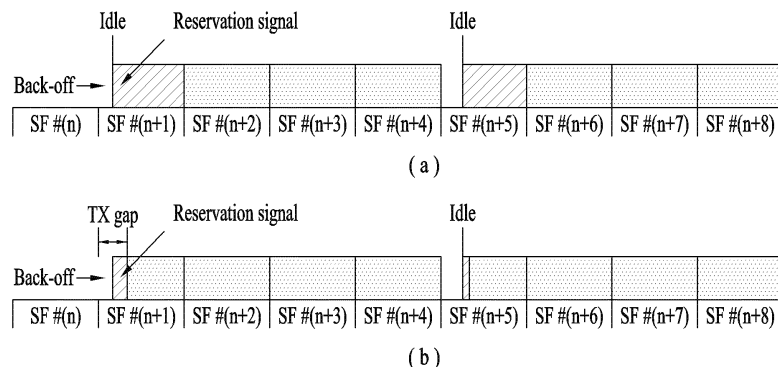 Idle
Reservation signal
Idle
Back-off
SF #(n) SF #(n+1) SF #(n+2) SF #(n+3) SF #(n+4) SF #(n+5) SF #(n+6) SF #(n+7) SF #(n+8)
( a )
TX gap
Reservation signal
Idle
Back-off
SF #(n) SF #(n+1) SF #(n+2) SF #(n+3) SF #(n+4) SF #(n+5) SF #(n+6) SF #(n+7) SF #(n+8)
( b )